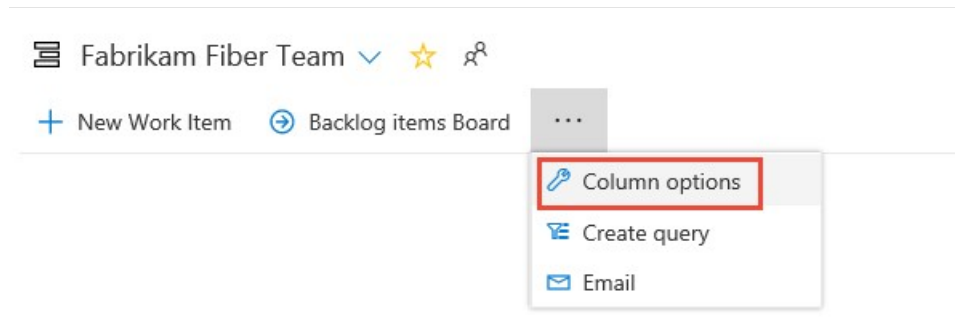 Fabrikam Fiber Team
New Work Item Backlog items Board ...
Column options
Create query
Email